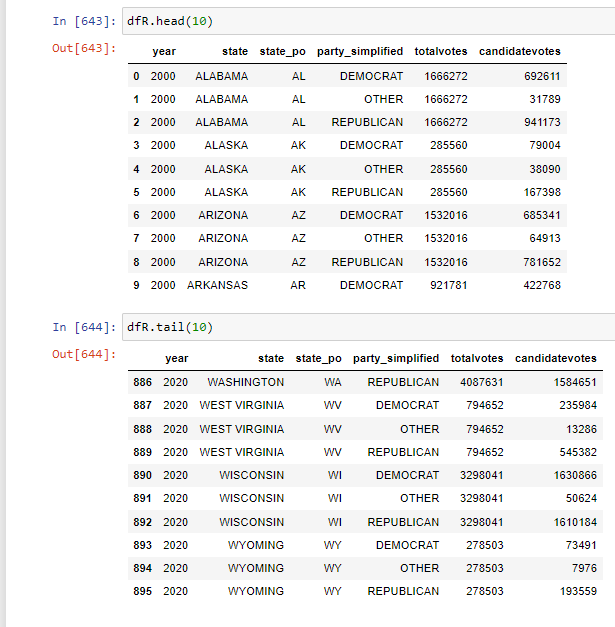 In [643]: dfR.head(10)
Out[643]:
year state state_po party_simplified totalvotes candidatevotes
0 2000 ALABAMA AL DEMOCRAT 1666272 692611
1 2000 ALABAMA AL OTHER 1666272 31789
2 2000 ALABAMA AL REPUBLICAN 1666272 941173
3 2000 ALASKA AK DEMOCRAT 285560 79004
4 2000 ALASKA AK OTHER 285560 38090
5 2000 ALASKA AK REPUBLICAN 285560 167398
6 2000 ARIZONA AZ DEMOCRAT 1532016 685341
7 2000 ARIZONA AZ OTHER 1532016 64913
8 2000 ARIZONA AZ REPUBLICAN 1532016 781652
9 2000 ARKANSAS AR DEMOCRAT 921781 422768
In [644]: dfR.tail(10)
Out[644]:
year state state_po party_simplified totalvotes candidatevotes
886 2020 WASHINGTON WA REPUBLICAN 4087631 1584651
887 2020 WEST VIRGINIA WV DEMOCRAT 794652 235984
888 2020 WEST VIRGINIA WV OTHER 794652 13286
889 2020 WEST VIRGINIA WV REPUBLICAN 794652 545382
890 2020 WISCONSIN WI DEMOCRAT 3298041 1630866
891 2020 WISCONSIN WI OTHER 3298041 50624
892 2020 WISCONSIN WI REPUBLICAN 3298041 1610184
893 2020 WYOMING WY DEMOCRAT 278503 73491
894 2020 WYOMING WY OTHER 278503 7976
895 2020 WYOMING WY REPUBLICAN 278503 193559